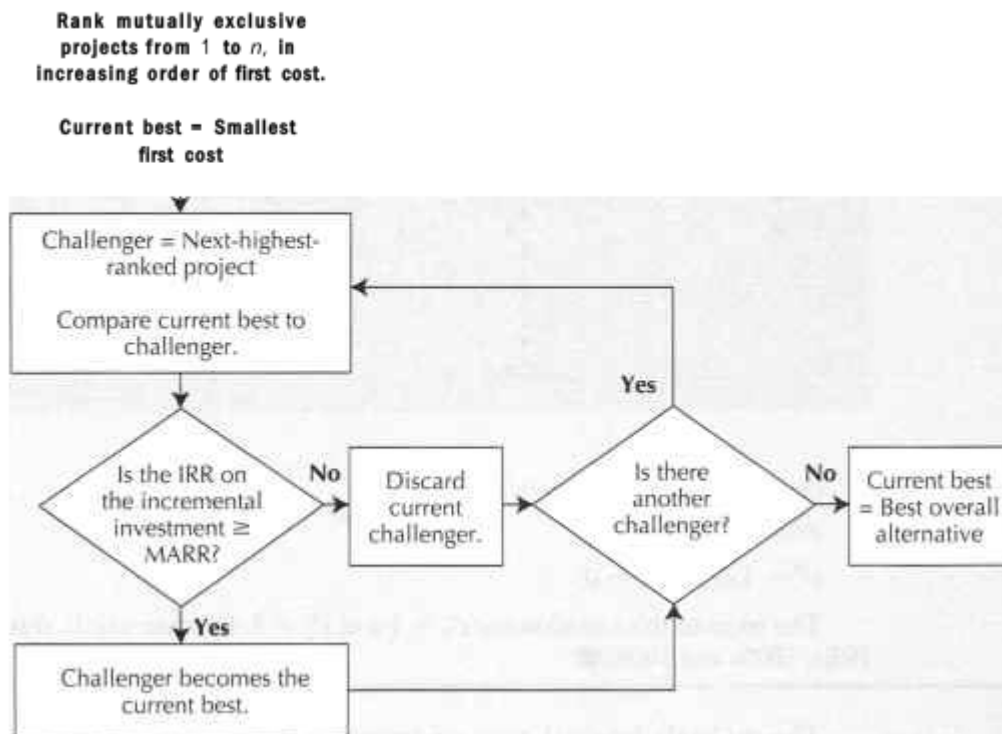 Rank mutually exclusive
projects from 1 to n, in
increasing order of first cost.
Current best = Smallest
first cost
Challenger = Next-highest-
ranked project
Compare current best to
challenger.
Yes
Is the IRR on
the incremental
investment ≥
MARR?
No
Discard
current
challenger.
Is there
another
challenger?
No
Current best
= Best overall
alternative
Yes
Challenger becomes the
current best.